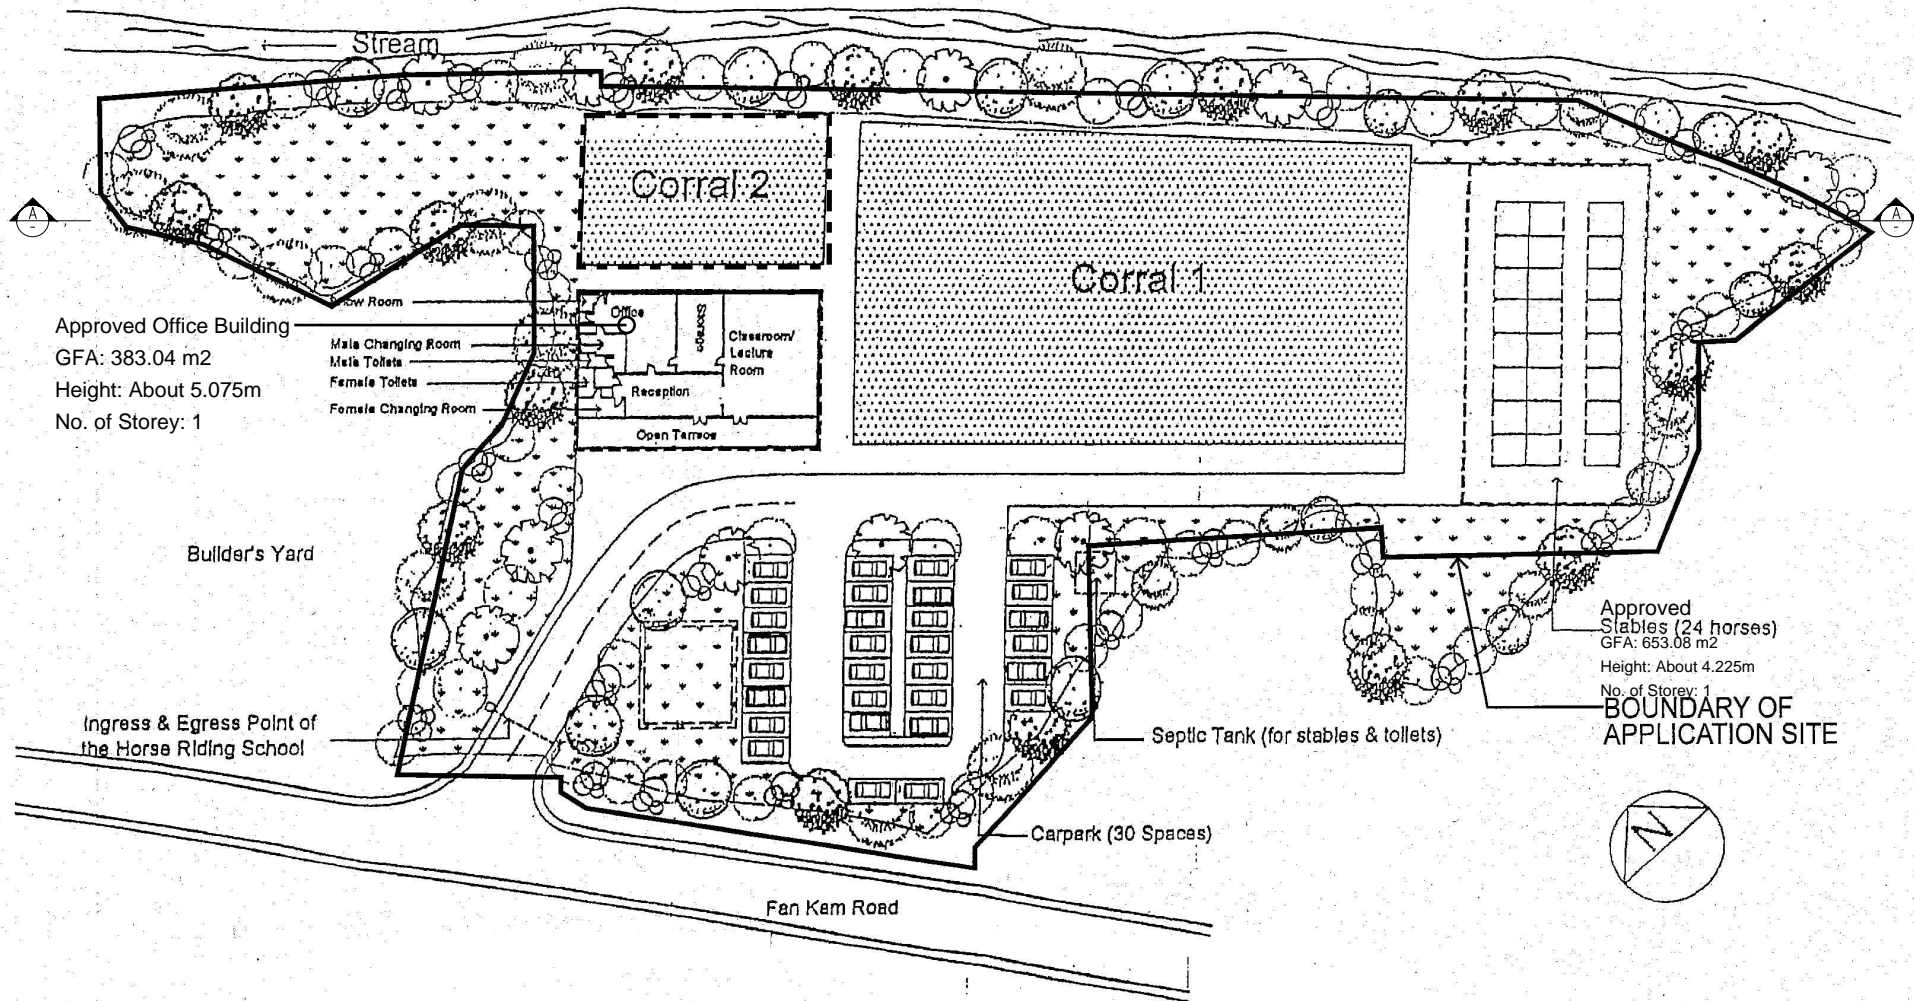 Stream
Corral 2
Corral 1
A
A
Approved Office Building
GFA: 383.04 m2
Height: About 5.075m
No. of Storey: 1
Room
Male Changing Room
Male Toilets
Female Toilets
Female Changing Room
Office
Storage
Classroom/
Lecture
Room
Reception
Open Terrace
Builder's Yard
Ingress & Egress Point of
the Horse Riding School
Approved
Stables (24 horses)
GFA: 653.08 m2
Height: About 4.225m
No. of Storey: 1
BOUNDARY OF
APPLICATION SITE
Septic Tank (for stables & toilets)
Carpark (30 Spaces)
Fan Kam Road
N